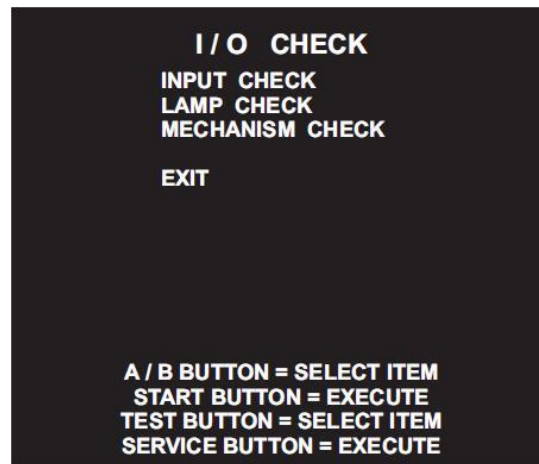 I / O CHECK
INPUT CHECK
LAMP CHECK
MECHANISM CHECK
EXIT
A / B BUTTON = SELECT ITEM
START BUTTON = EXECUTE
TEST BUTTON = SELECT ITEM
SERVICE BUTTON = EXECUTE